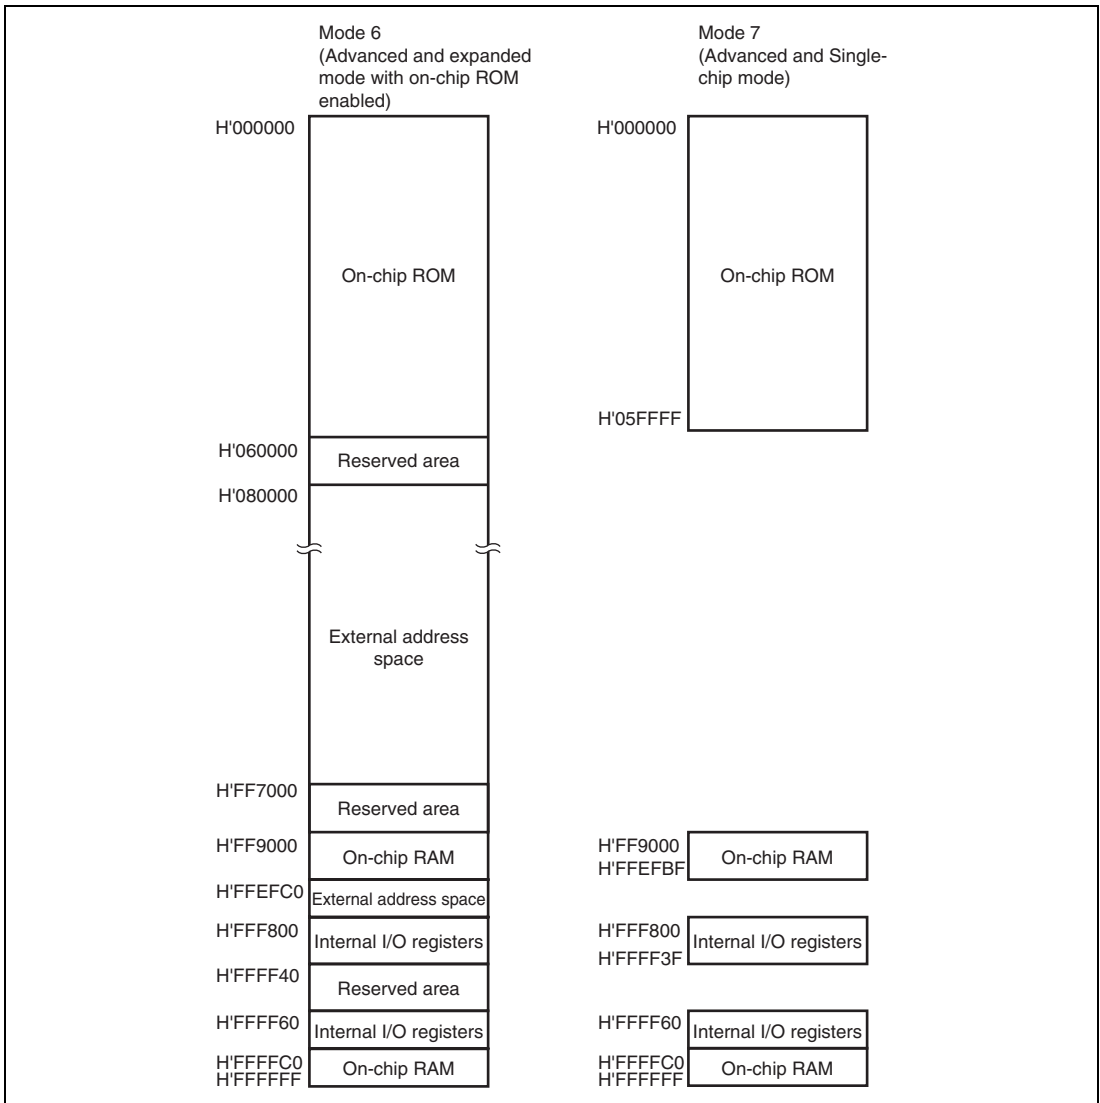 Mode 6
(Advanced and expanded
mode with on-chip ROM
enabled)
H'000000
On-chip ROM
H'060000
Reserved area
H'080000
External address
space
H'FF7000
Reserved area
H'FF9000
On-chip RAM
H'FFEFC0
External address space
H'FFF800
Internal I/O registers
H'FFFF40
Reserved area
H'FFFF60
Internal I/O registers
H'FFFFC0
On-chip RAM
H'FFFFFF
Mode 7
(Advanced and Single-
chip mode)
H'000000
On-chip ROM
H'05FFFF
H'FF9000
On-chip RAM
H'FFEFBF
H'FFF800
Internal I/O registers
H'FFFF3F
H'FFFF60
Internal I/O registers
H'FFFFC0
On-chip RAM
H'FFFFFF